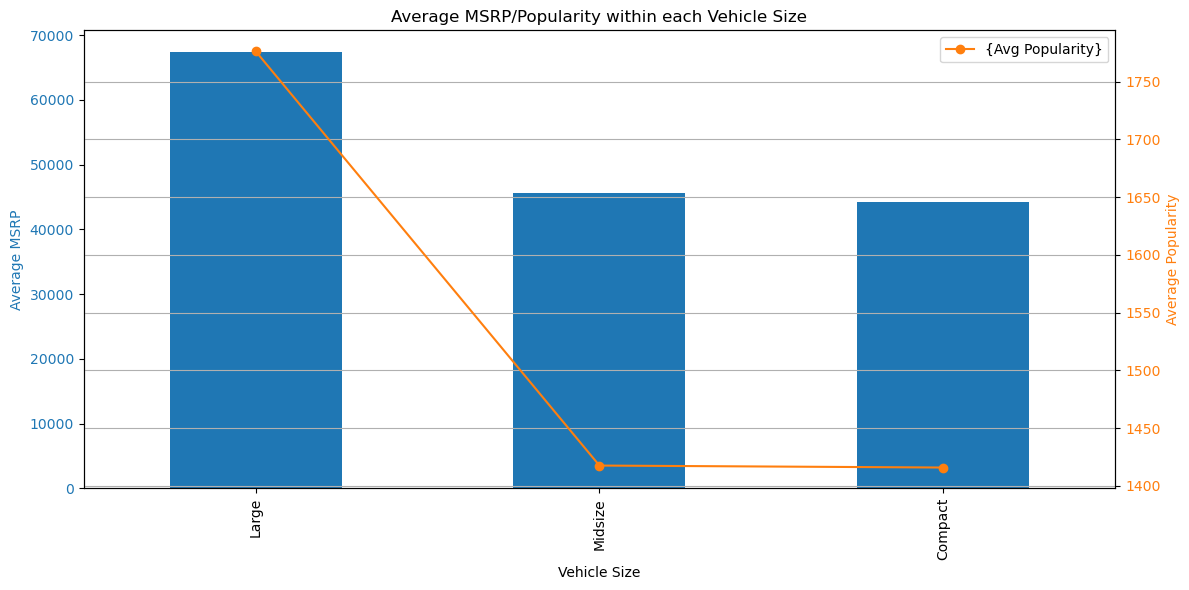 Average MSRP/Popularity within each Vehicle Size
{Avg Popularity}
Average MSRP
70000
60000
50000
40000
30000
20000
10000
0
1750
1700
1650
1600
1550
1500
1450
1400
Average Popularity
Large
Midsize
Compact
Vehicle Size